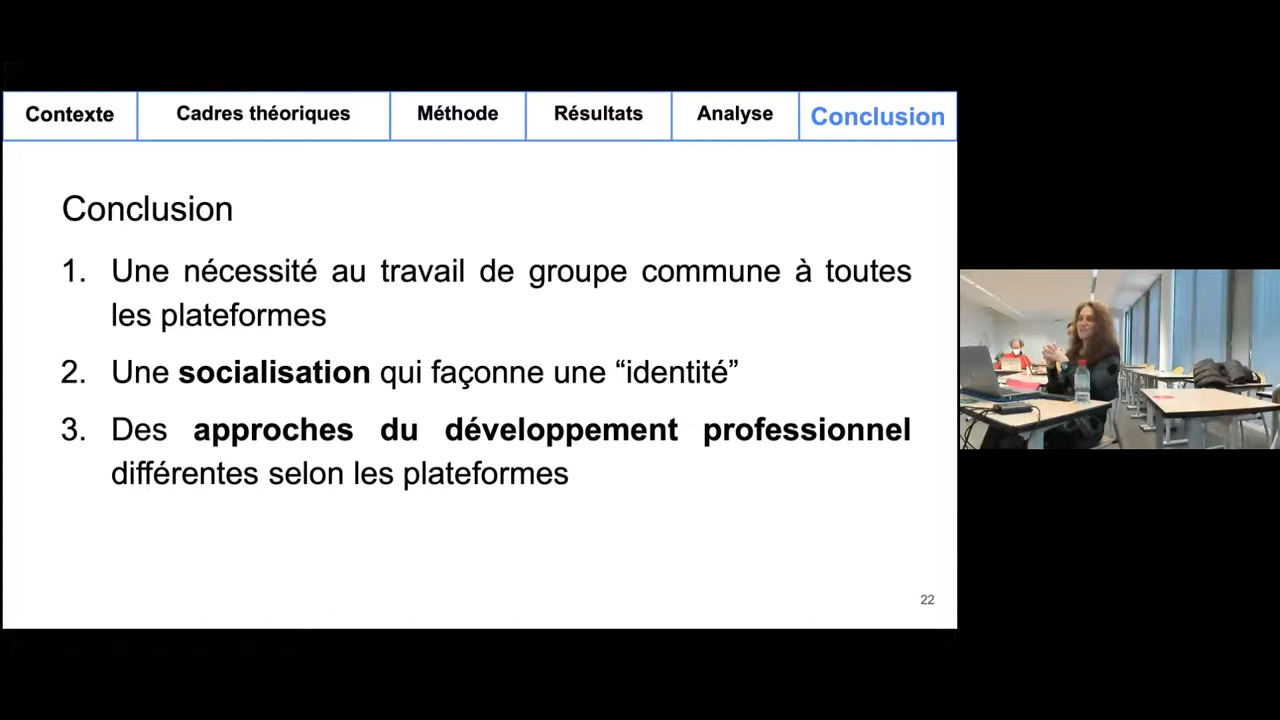 Contexte
Cadres théoriques
Méthode
Résultats
Analyse
Conclusion
Conclusion
1. Une nécessité au travail de groupe commune à toutes
les plateformes
2. Une socialisation qui façonne une “identité”
3. Des approches du développement professionnel
différentes selon les plateformes
22